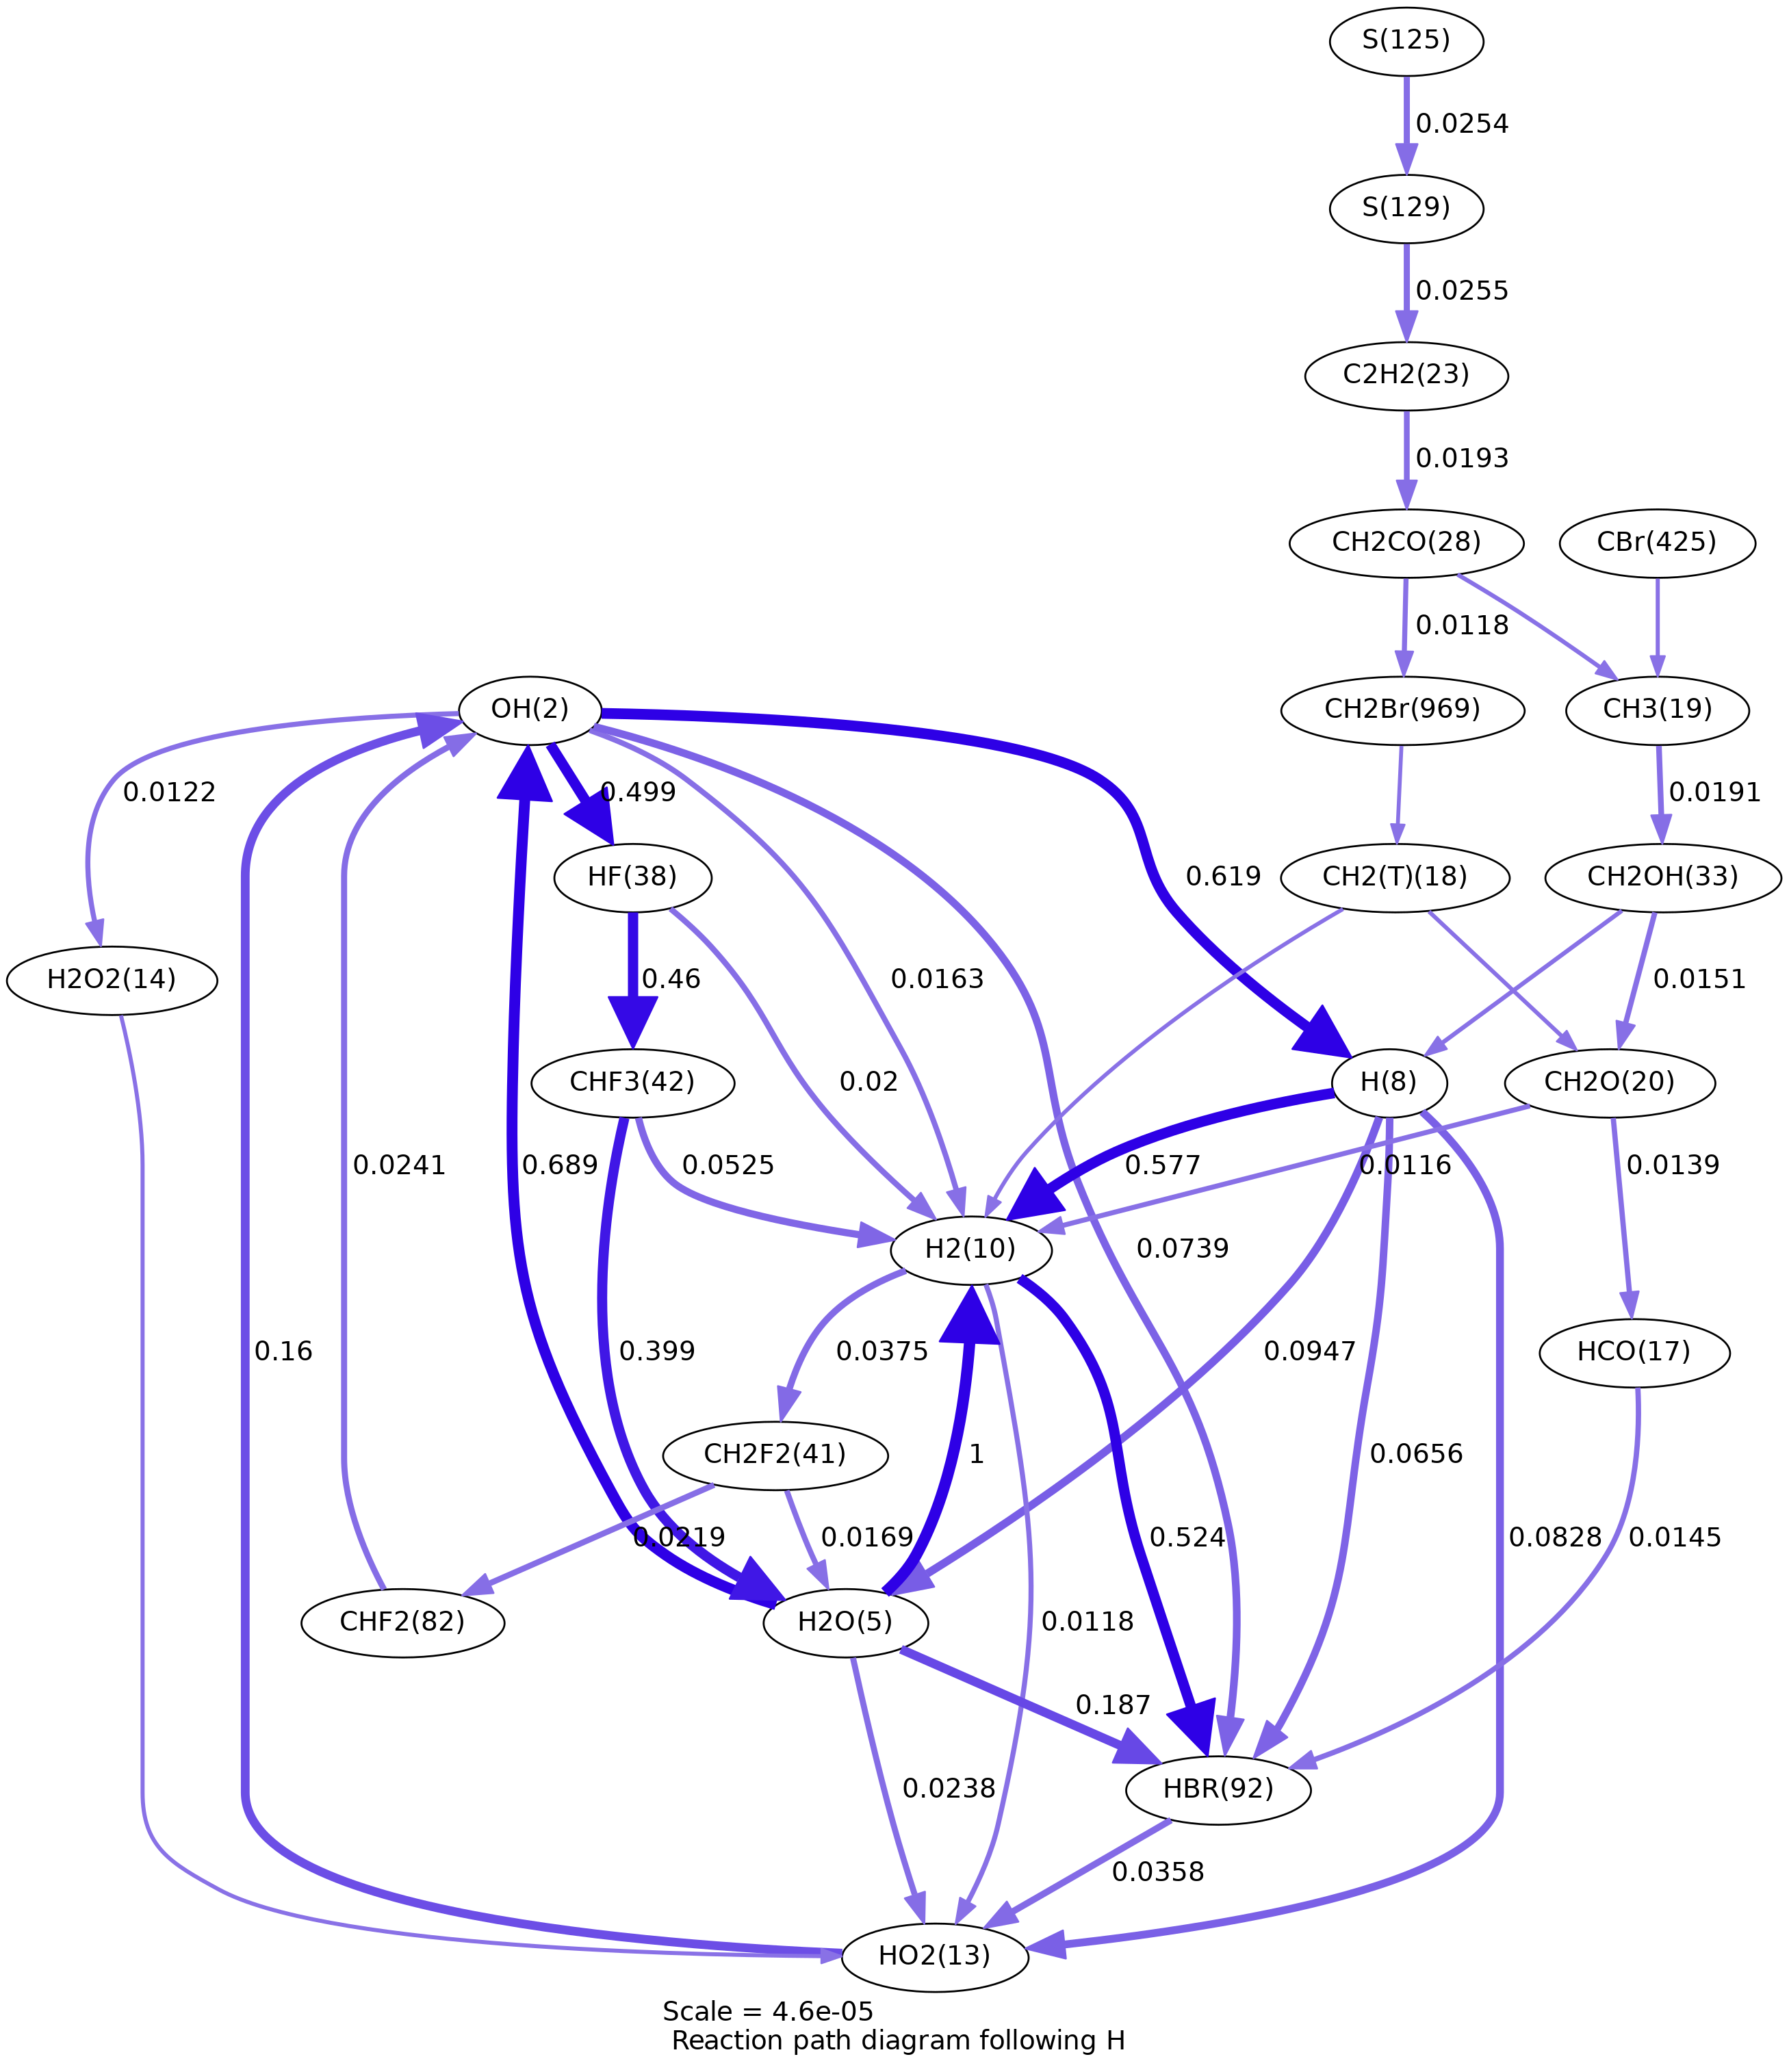 S(125)
0.0254
S(129)
0.0255
C2H2(23)
0.0193
CH2CO(28)
CBr(425)
0.0118
OH(2)
CH2Br(969)
CH3(19)
0.0122
0.499
0.0191
HF(38)
0.619
CH2(T)(18)
CH2OH(33)
H2O2(14)
0.46
0.0163
0.0151
0.02
CHF3(42)
H(8)
CH2O(20)
0.0241
0.689
0.0525
0.577
0.0116
0.0139
H2(10)
0.0739
0.16
0.399
0.0375
0.0947
HCO(17)
CH2F2(41)
1
0.0656
0.0219
0.0169
0.524
0.0828
0.0145
CHF2(82)
H2O(5)
0.0118
0.187
0.0238
HBR(92)
0.0358
HO2(13)
Scale = 4.6e-05
Reaction path diagram following H